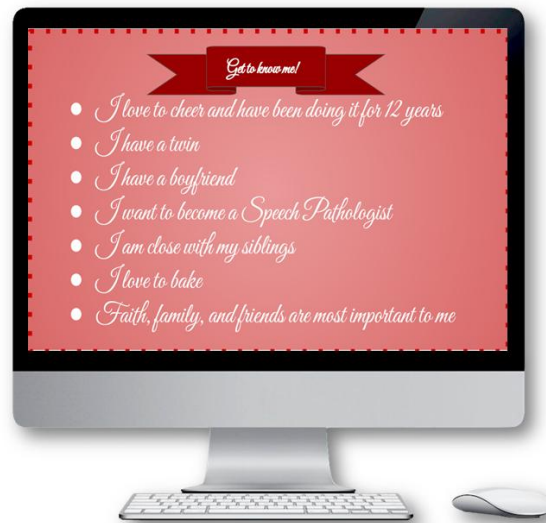 Get to know me!
I love to cheer and have been doing it for 12 years
I have a twin
I have a boyfriend
I want to become a Speech Pathologist
I am close with my siblings
I love to bake
Faith, family, and friends are most important to me